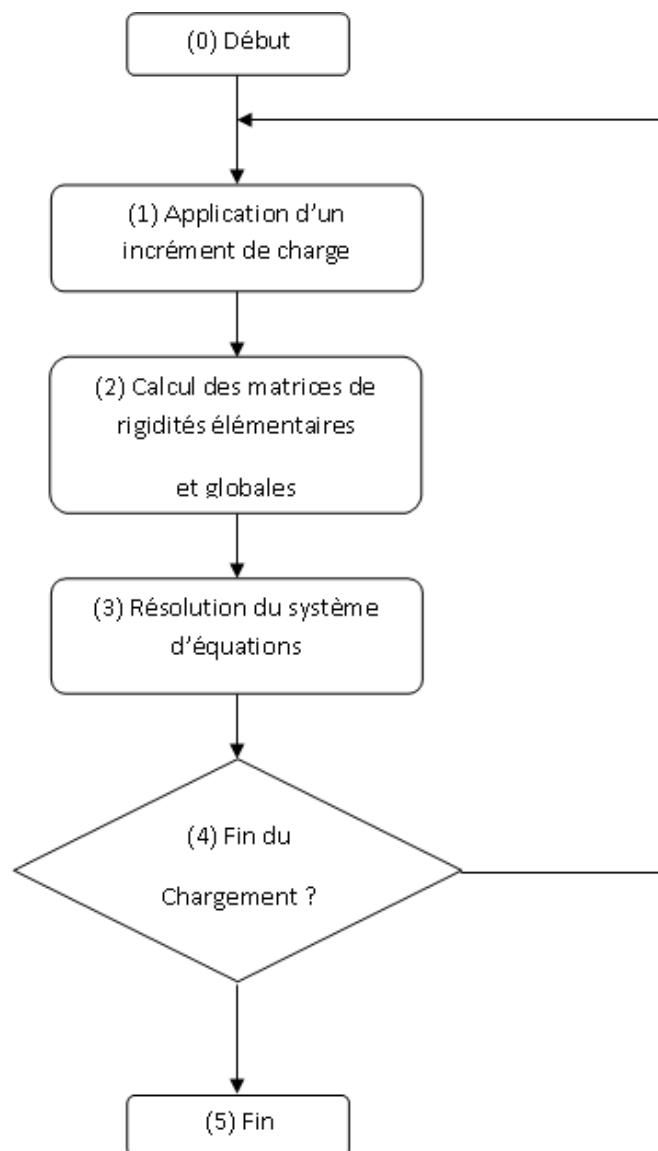 (0) Début
(1) Application d’un
incrément de charge
(2) Calcul des matrices de
rigidités élémentaires
et globales
(3) Résolution du système
d’équations
(4) Fin du
Chargement ?
(5) Fin